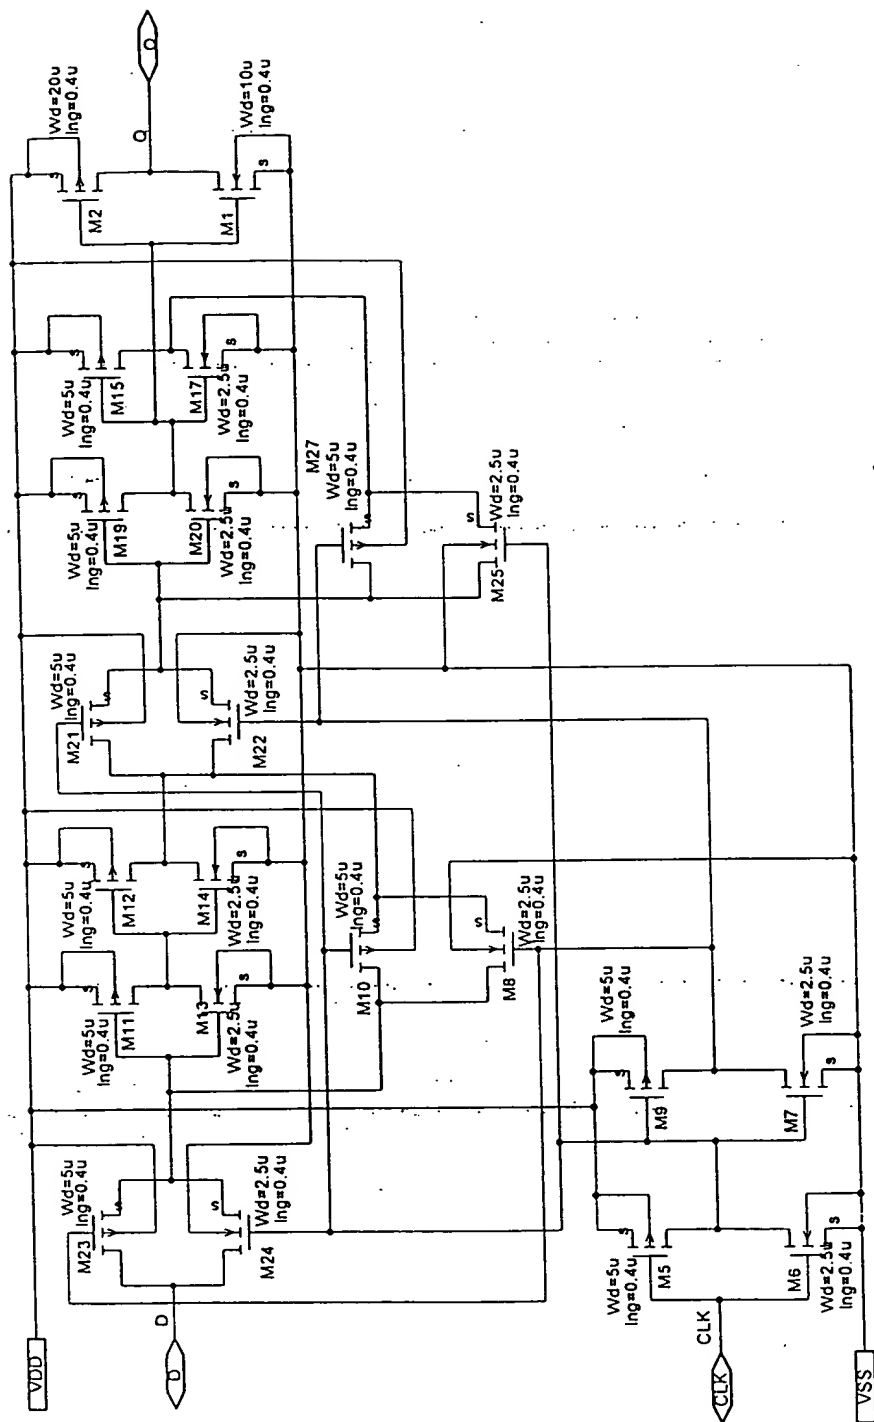 VDD
D
D
Wd=5u
lng=0.4u
M23
s
Wd=2.5u
lng=0.4u
M24
s
Wd=5u
lng=0.4u
M11
s
Wd=2.5u
lng=0.4u
M13
s
Wd=5u
lng=0.4u
M12
s
Wd=2.5u
lng=0.4u
M14
s
Wd=5u
lng=0.4u
M21
s
Wd=2.5u
lng=0.4u
M22
s
Wd=5u
lng=0.4u
M19
s
Wd=2.5u
lng=0.4u
M20
s
Wd=5u
lng=0.4u
M15
s
Wd=2.5u
lng=0.4u
M17
s
Wd=20u
lng=0.4u
M2
s
Wd=10u
lng=0.4u
M1
s
Q
Q
Wd=5u
lng=0.4u
M10
s
Wd=2.5u
lng=0.4u
M8
s
M27
Wd=5u
lng=0.4u
s
Wd=2.5u
lng=0.4u
M25
s
CLK
CLK
Wd=5u
lng=0.4u
M5
s
M6
Wd=2.5u
lng=0.4u
s
Wd=5u
lng=0.4u
M9
s
Wd=2.5u
lng=0.4u
M7
s
VSS